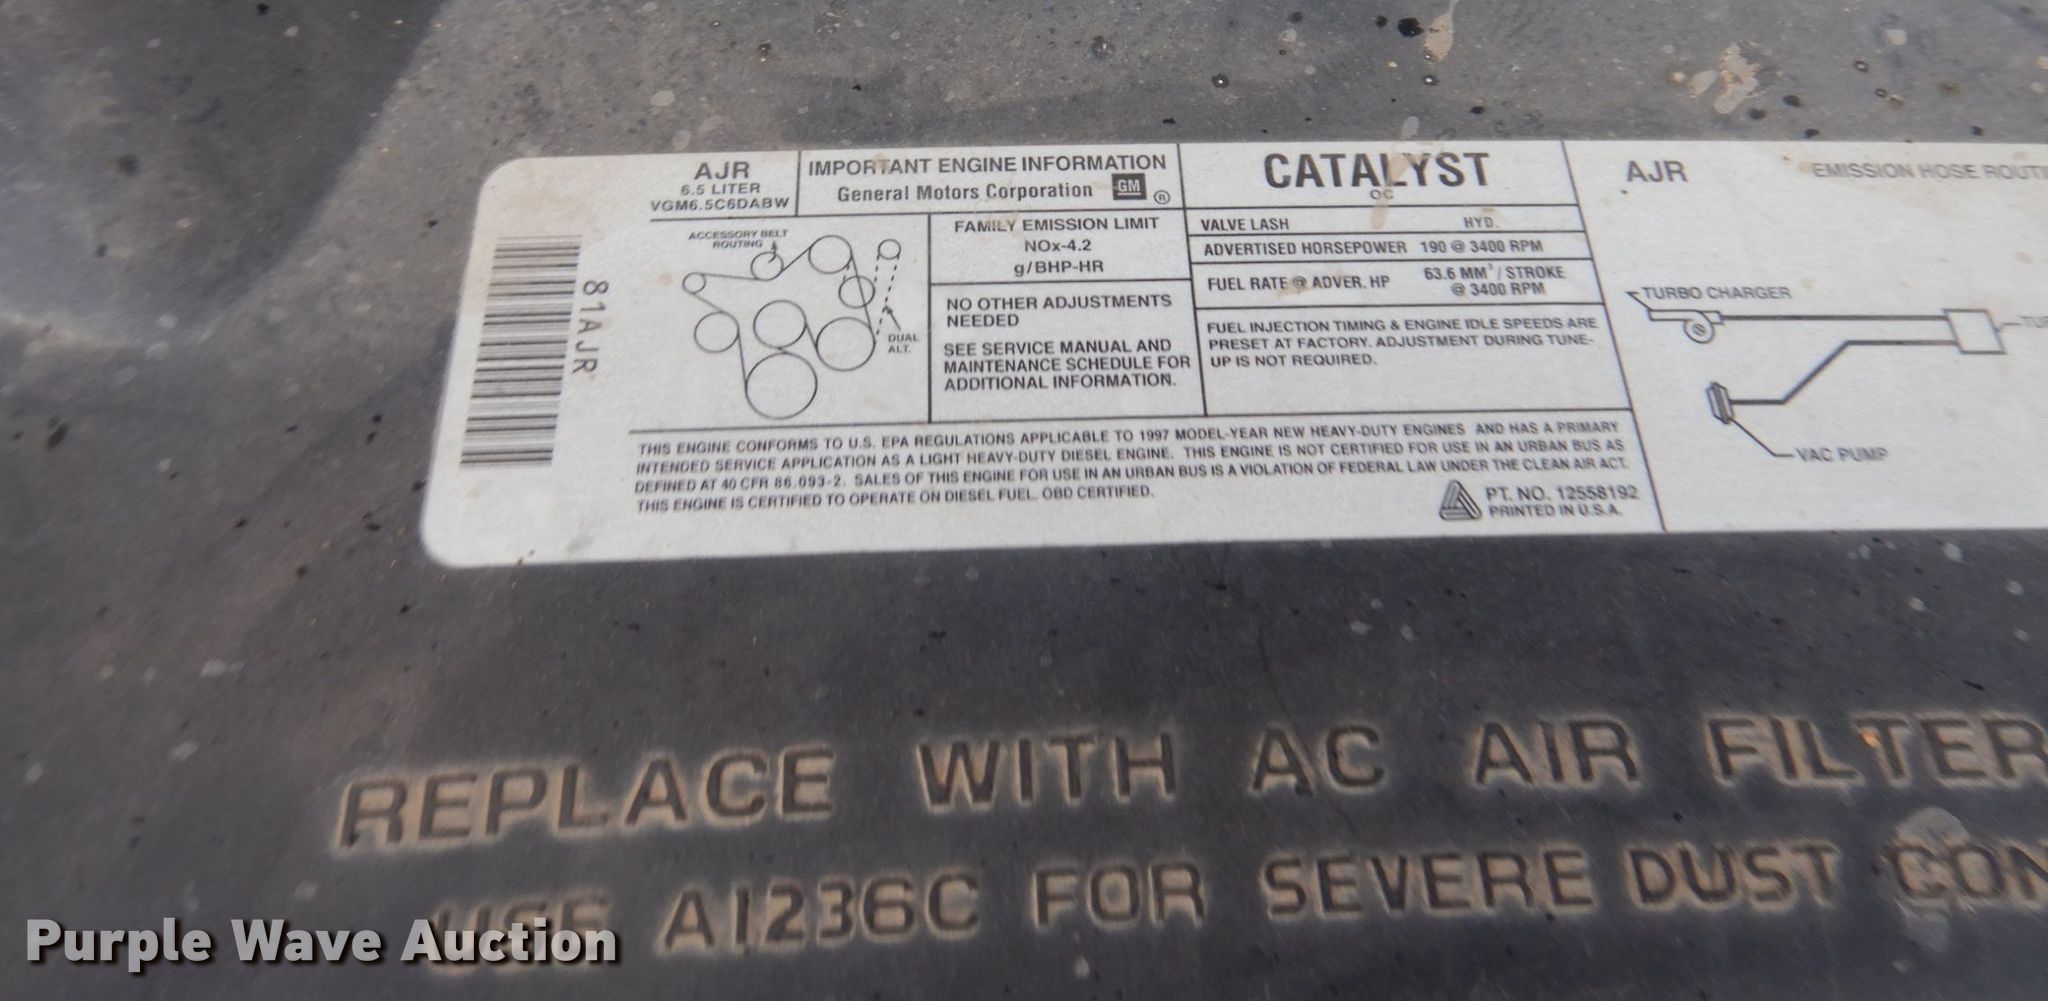 AJR
6.5 LITER
VGM6.5C6DABW
IMPORTANT ENGINE INFORMATION
General Motors Corporation GM ®
CATALYST
OC
AJR
EMISSION HOSE
81AJR
ACCESSORY BELT
ROUTING
DUAL
ALT.
FAMILY EMISSION LIMIT
NOx-4.2
g/BHP-HR
NO OTHER ADJUSTMENTS
NEEDED
SEE SERVICE MANUAL AND
MAINTENANCE SCHEDULE FOR
ADDITIONAL INFORMATION.
VALVE LASH HYD.
ADVERTISED HORSEPOWER 190 @ 3400 RPM
FUEL RATE @ ADVER. HP 63.6 MM³/STROKE
@ 3400 RPM
FUEL INJECTION TIMING & ENGINE IDLE SPEEDS ARE
PRESET AT FACTORY. ADJUSTMENT DURING TUNE-
UP IS NOT REQUIRED.
TURBO CHARGER
VAC PUMP
THIS ENGINE CONFORMS TO U.S. EPA REGULATIONS APPLICABLE TO 1997 MODEL-YEAR NEW HEAVY-DUTY ENGINES AND HAS A PRIMARY
INTENDED SERVICE APPLICATION AS A LIGHT HEAVY-DUTY DIESEL ENGINE. THIS ENGINE IS NOT CERTIFIED FOR USE IN AN URBAN BUS AS
DEFINED AT 40 CFR 86.093-2. SALES OF THIS ENGINE FOR USE IN AN URBAN BUS IS A VIOLATION OF FEDERAL LAW UNDER THE CLEAN AIR ACT.
THIS ENGINE IS CERTIFIED TO OPERATE ON DIESEL FUEL. OBD CERTIFIED.
PT. NO. 12558192
PRINTED IN U.S.A.
REPLACE WITH AC AIR FILTER
USE A1236C FOR SEVERE DUST CON
Purple Wave Auction